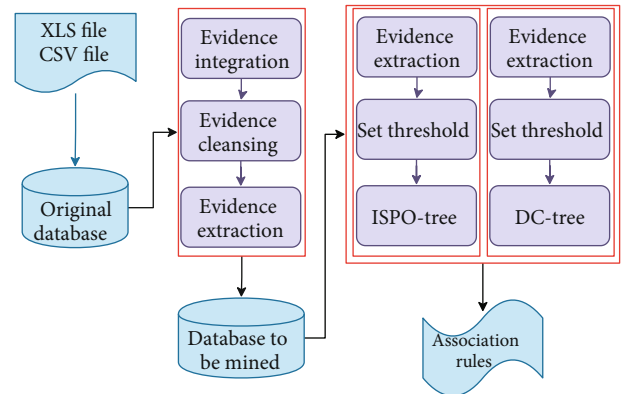 XLS file
CSV file
Original
database
Evidence
integration
Evidence
cleansing
Evidence
extraction
Database to
be mined
Evidence
extraction
Set threshold
ISPO-tree
Evidence
extraction
Set threshold
DC-tree
Association
rules